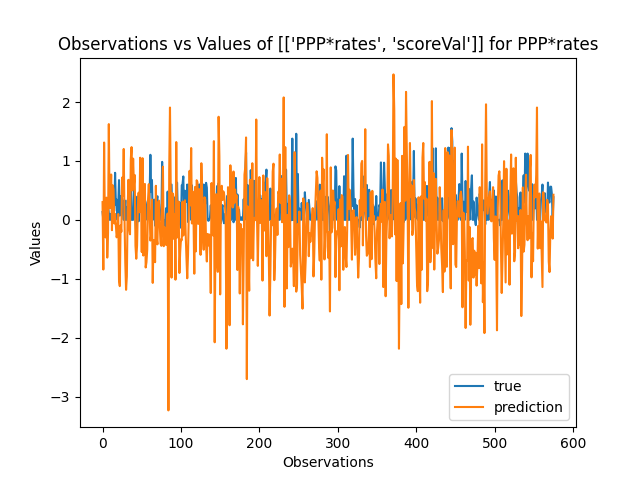 Observations vs Values of [['PPP*rates', 'scoreVal']] for PPP*rates
2
1
0
−1
−2
−3
Values
0 100 200 300 400 500 600
Observations
true
prediction